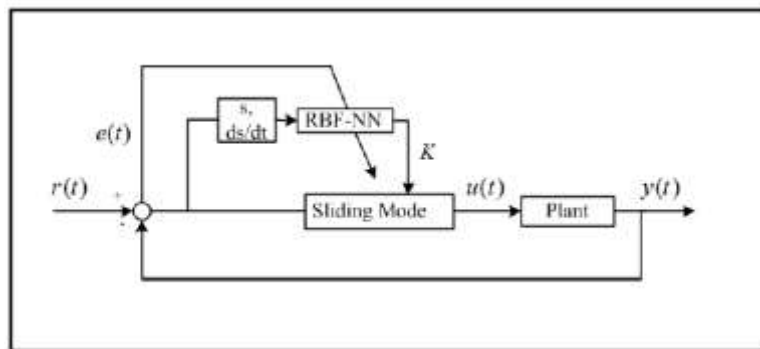 s,
ds/dt
RBF-NN
e(t)
K
r(t)
+
-
Sliding Mode
u(t)
Plant
y(t)